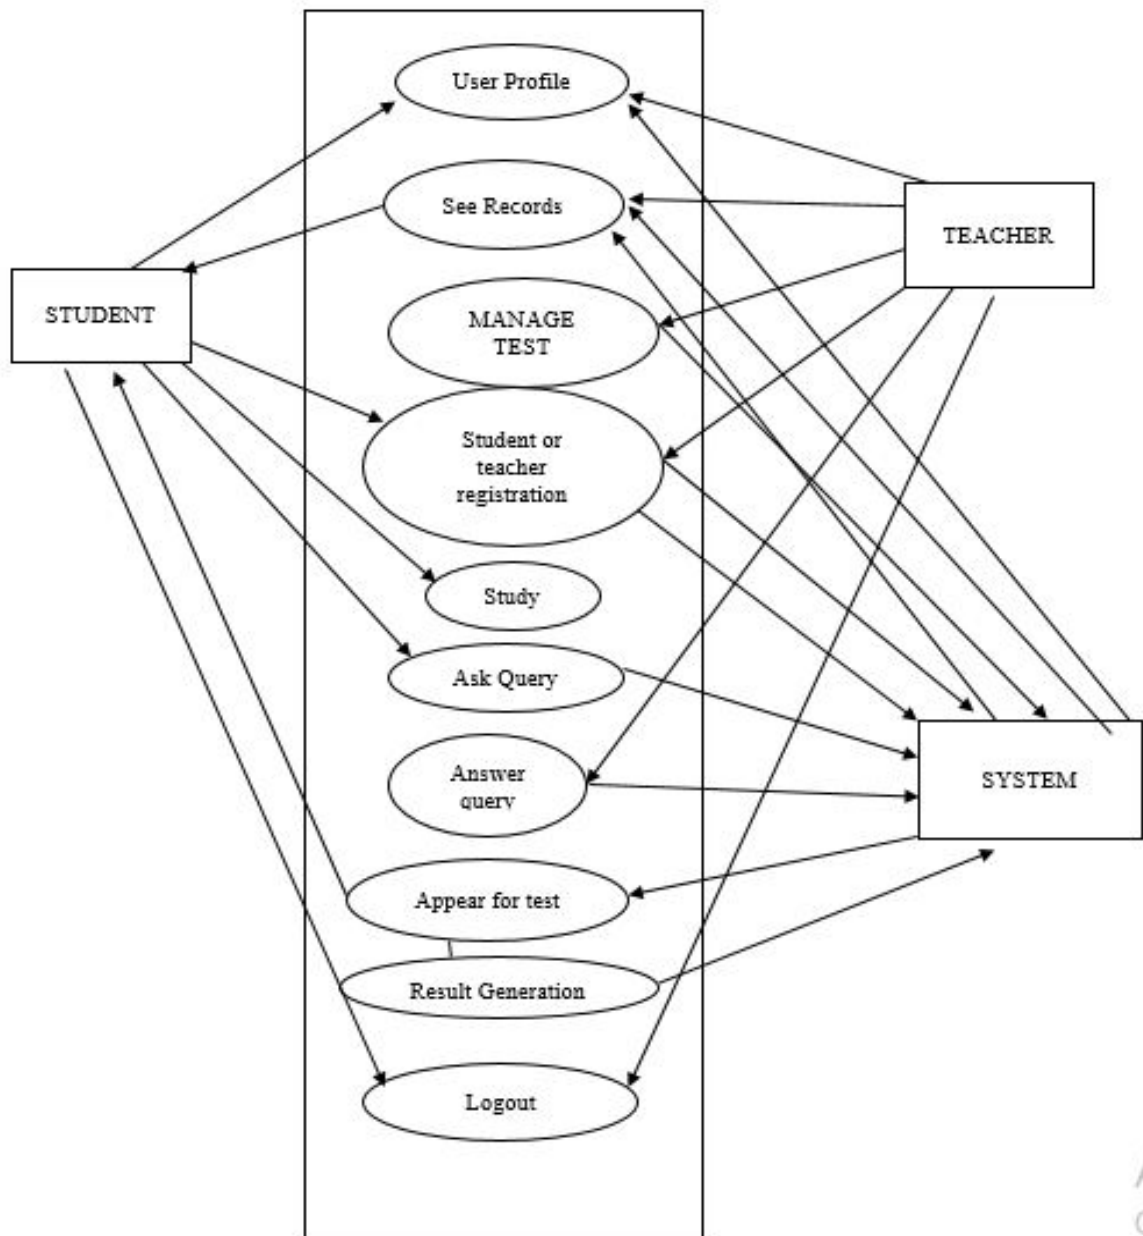 User Profile
See Records
TEACHER
STUDENT
MANAGE
TEST
Student or
teacher
registration
Study
Ask Query
Answer
query
SYSTEM
Appear for test
Result Generation
Logout